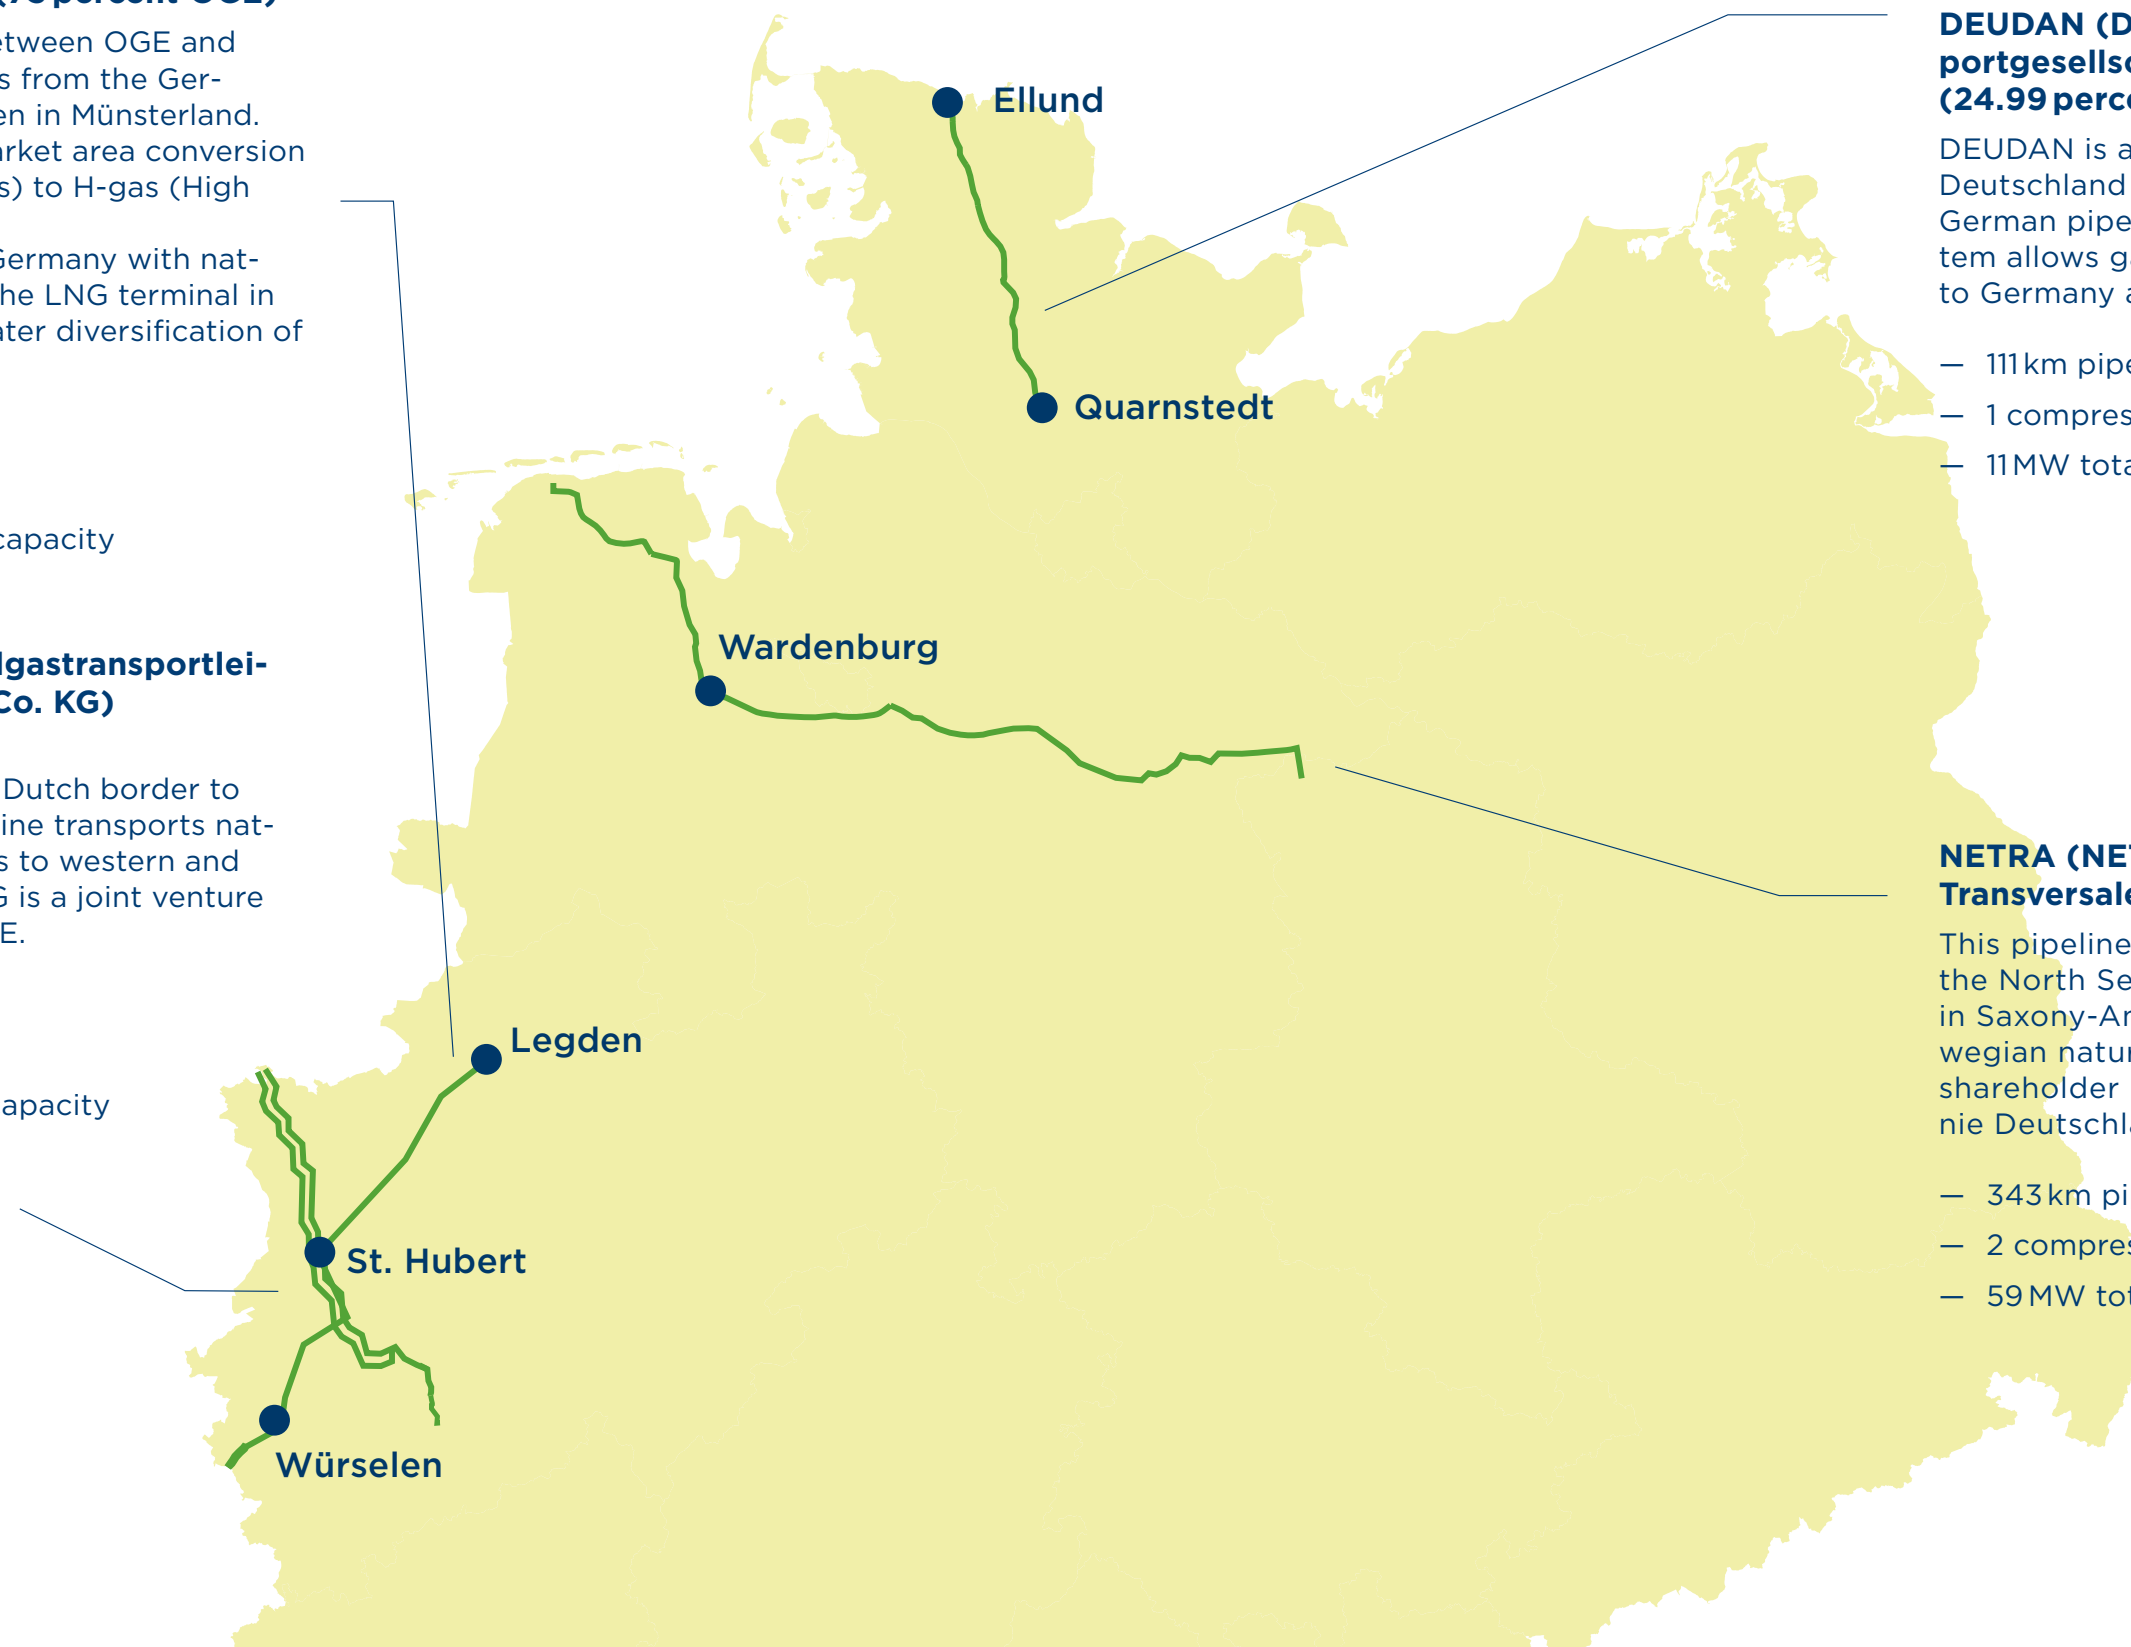 etween OGE and
s from the Ger-
en in Münsterland.
arket area conversion
s) to H-gas (High
Germany with nat-
he LNG terminal in
ater diversification of
capacity
lgastransportlei-
Co. KG)
Dutch border to
ine transports nat-
s to western and
G is a joint venture
E.
apacity
Ellund
Quarnstedt
Wardenburg
Legden
St. Hubert
Würselen
DEUDAN (D
portgesellsc
(24.99 perce
DEUDAN is a
Deutschland
German pipe
tem allows ga
to Germany a
— 111 km pipe
— 1 compres
— 11 MW tota
NETRA (NET
Transversale
This pipeline
the North Se
in Saxony-An
wegian natur
shareholder
nie Deutschla
— 343 km pi
— 2 compres
— 59 MW tot